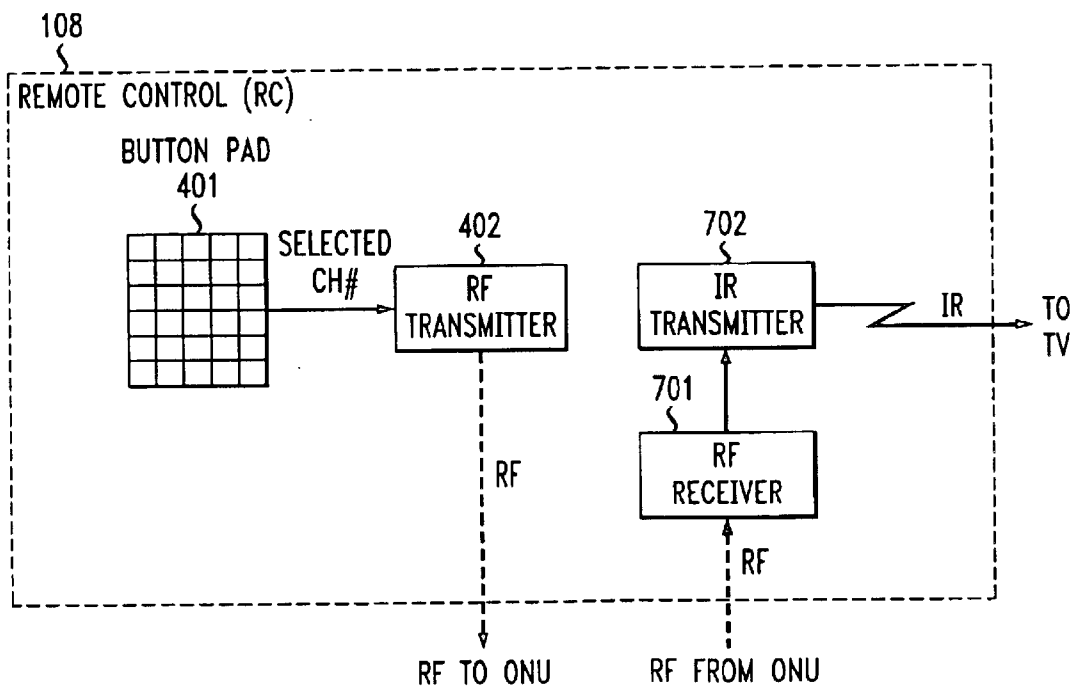 108
REMOTE CONTROL (RC)
BUTTON PAD
401
SELECTED
CH#
402
RF
TRANSMITTER
702
IR
TRANSMITTER
IR
TO
TV
701
RF
RECEIVER
RF
RF
RF TO ONU
RF FROM ONU